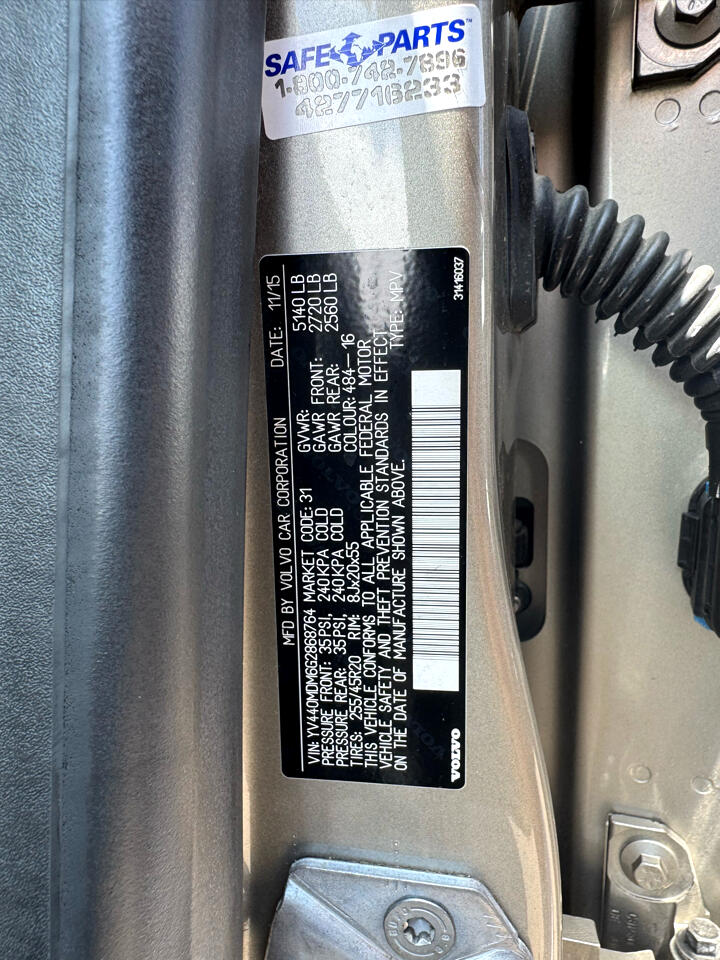 SAFE PARTS™
1-800-742-7896
427716233
MFD BY VOLVO CAR CORPORATION DATE: 11/15
VIN: YV440MDM6G2868764 MARKET CODE: 31 GVWR: 5140 LB
PRESSURE FRONT: 35PSI, 240KPA COLD GAWR FRONT: 2720 LB
PRESSURE REAR: 35PSI, 240KPA COLD GAWR REAR: 2560 LB
TIRES: 255/45R20 RIM: 8Jx20x55 COLOUR: 484-16
THIS VEHICLE CONFORMS TO ALL APPLICABLE FEDERAL MOTOR
VEHICLE SAFETY AND THEFT PREVENTION STANDARDS IN EFFECT
ON THE DATE OF MANUFACTURE SHOWN ABOVE. TYPE: MPV
VOLVO
31416037